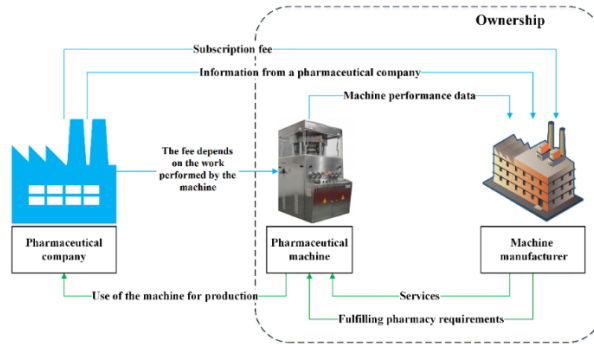 Ownership
Subscription fee
Information from a pharmaceutical company
Machine performance data
The fee depends
on the work
performed by the
machine
Pharmaceutical
company
Pharmaceutical
machine
Machine
manufacturer
Use of the machine for production
Services
Fulfilling pharmacy requirements